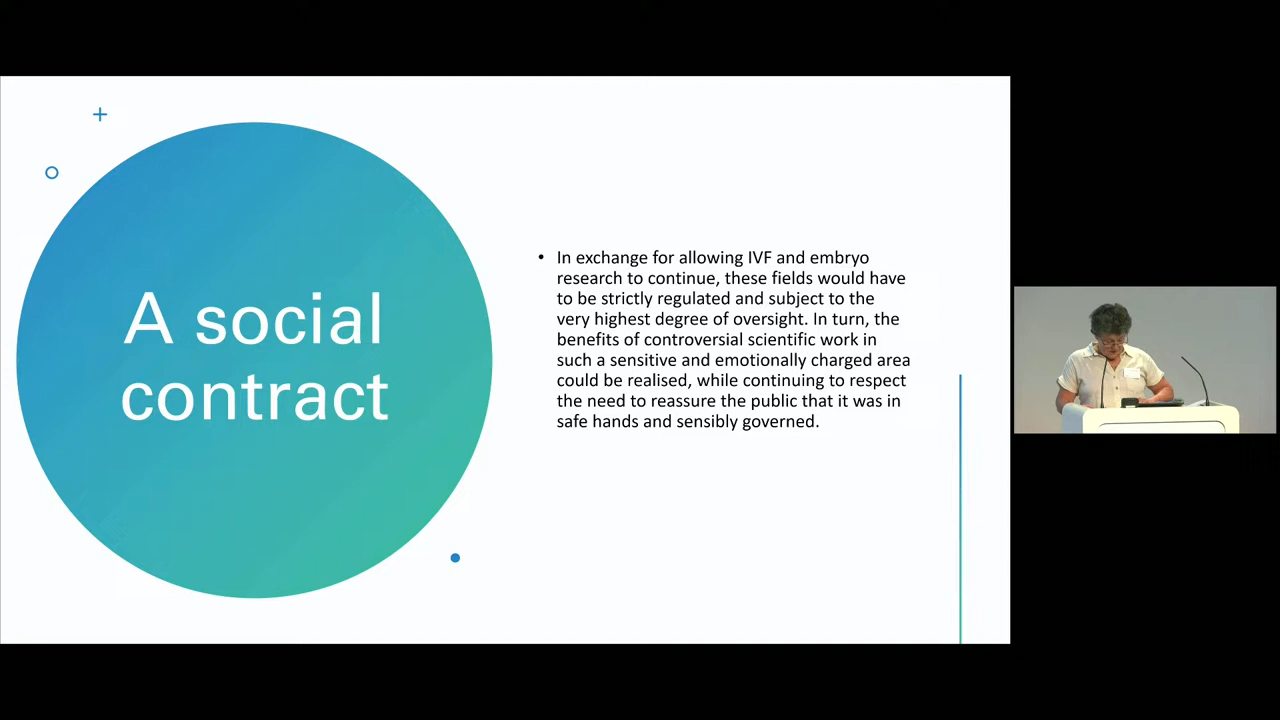 A social
contract
• In exchange for allowing IVF and embryo
research to continue, these fields would have
to be strictly regulated and subject to the
very highest degree of oversight. In turn, the
benefits of controversial scientific work in
such a sensitive and emotionally charged area
could be realised, while continuing to respect
the need to reassure the public that it was in
safe hands and sensibly governed.